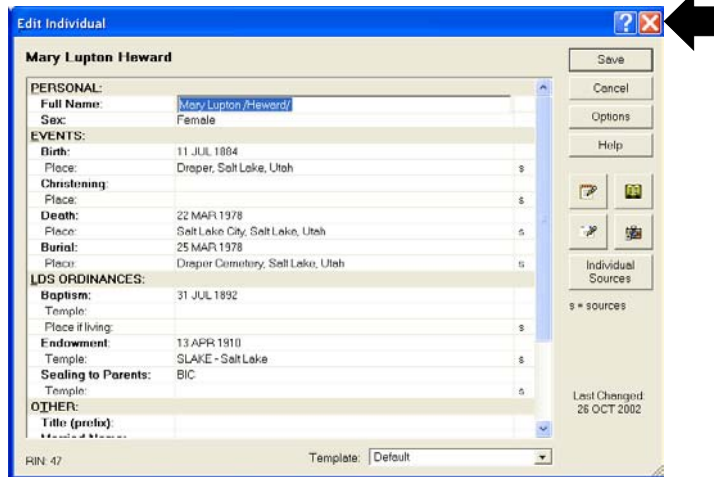 Edit Individual
Mary Lupton Heward
PERSONAL:
Full Name: Mary Lupton /Heward/
Sex: Female
EVENTS:
Birth: 11 JUL 1884
Place: Draper, Salt Lake, Utah s
Christening:
Place: s
Death: 22 MAR 1978
Place: Salt Lake City, Salt Lake, Utah s
Burial: 25 MAR 1978
Place: Draper Cemetery, Salt Lake, Utah s
LDS ORDINANCES:
Baptism: 31 JUL 1892
Temple:
Place if living: s
Endowment: 13 APR 1910
Temple: SLAKE - Salt Lake s
Sealing to Parents: BIC
Temple: s
OTHER:
Title (prefix):
Married Name:
RIN: 47
Template: Default
Save
Cancel
Options
Help
Individual
Sources
s = sources
Last Changed:
26 OCT 2002